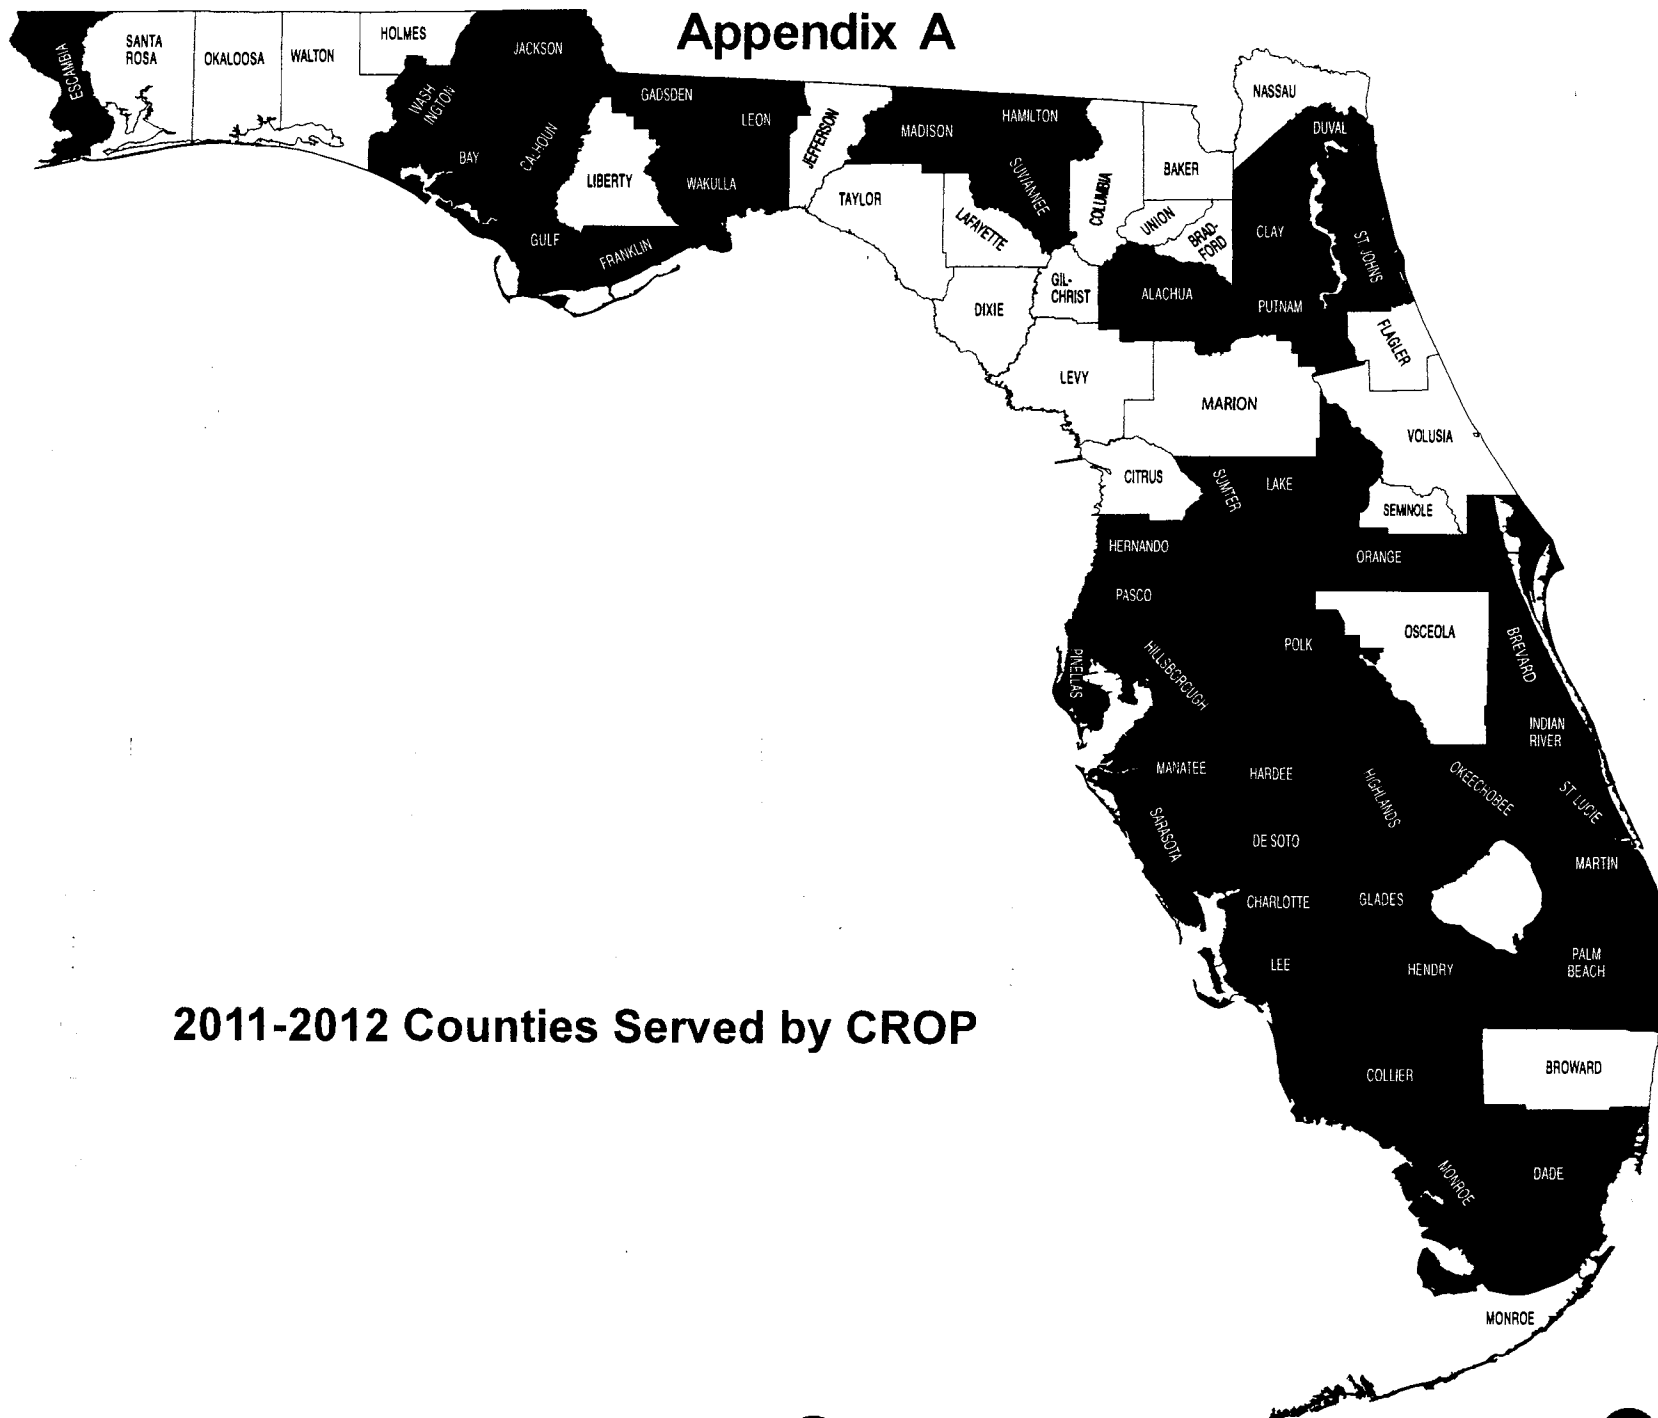 Appendix A
ESCAMBIA
SANTA
ROSA
OKALOOSA
WALTON
HOLMES
JACKSON
WASH
INGTON
BAY
CALHOUN
GULF
LIBERTY
FRANKLIN
GADSDEN
LEON
WAKULLA
JEFFERSON
MADISON
TAYLOR
HAMILTON
SUWANNEE
LAFAYETTE
DIXIE
COLUMBIA
GIL-
CHRIST
BAKER
UNION
BRAD-
FORD
NASSAU
DUVAL
CLAY
ST JOHNS
ALACHUA
PUTNAM
FLAGLER
LEVY
MARION
VOLUSIA
CITRUS
SUMTER
LAKE
SEMINOLE
HERNANDO
ORANGE
PASCO
PINELLAS
HILLSBOROUGH
POLK
OSCEOLA
BREVARD
INDIAN
RIVER
MANATEE
HARDEE
HIGHLANDS
OKEECHOBEE
ST LUCIE
SARASOTA
DE SOTO
MARTIN
CHARLOTTE
GLADES
LEE
HENDRY
PALM
BEACH
2011-2012 Counties Served by CROP
COLLIER
BROWARD
MONROE
DADE
MONROE